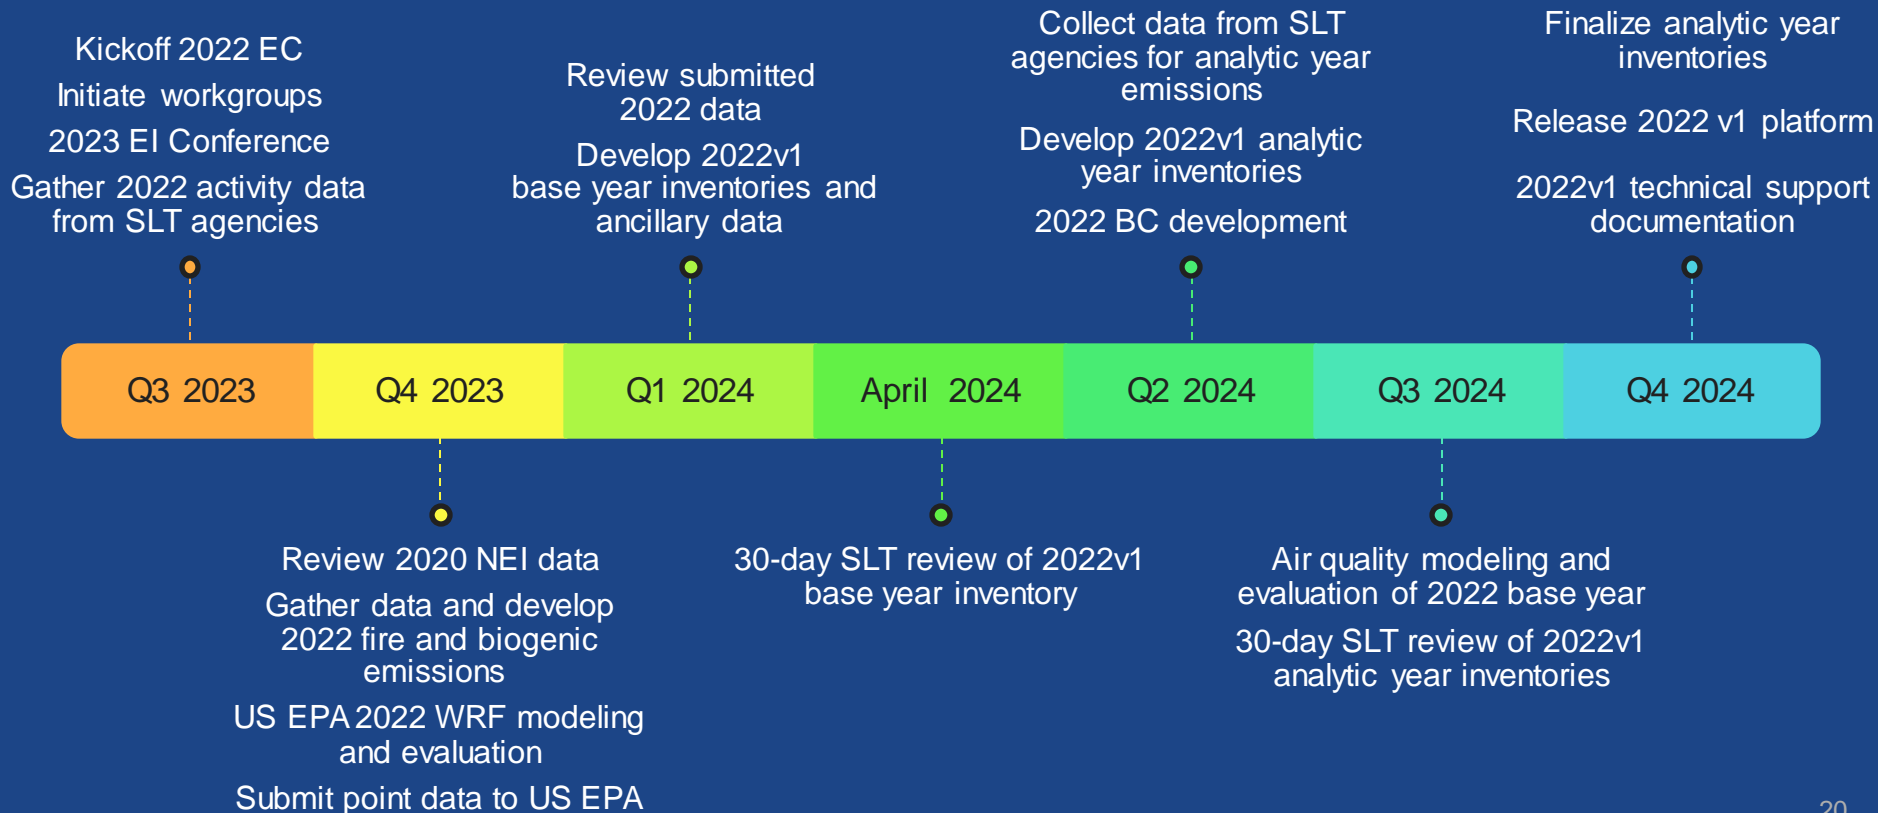 Kickoff 2022 EC
Initiate workgroups
2023 EI Conference
Gather 2022 activity data
from SLT agencies
Review submitted
2022 data
Develop 2022v1
base year inventories and
ancillary data
Collect data from SLT
agencies for analytic year
emissions
Develop 2022v1 analytic
year inventories
2022 BC development
Finalize analytic year
inventories
Release 2022 v1 platform
2022v1 technical support
documentation
Q3 2023
Q4 2023
Q1 2024
April 2024
Q2 2024
Q3 2024
Q4 2024
Review 2020 NEI data
Gather data and develop
2022 fire and biogenic
emissions
US EPA 2022 WRF modeling
and evaluation
Submit point data to US EPA
30-day SLT review of 2022v1
base year inventory
Air quality modeling and
evaluation of 2022 base year
30-day SLT review of 2022v1
analytic year inventories
20